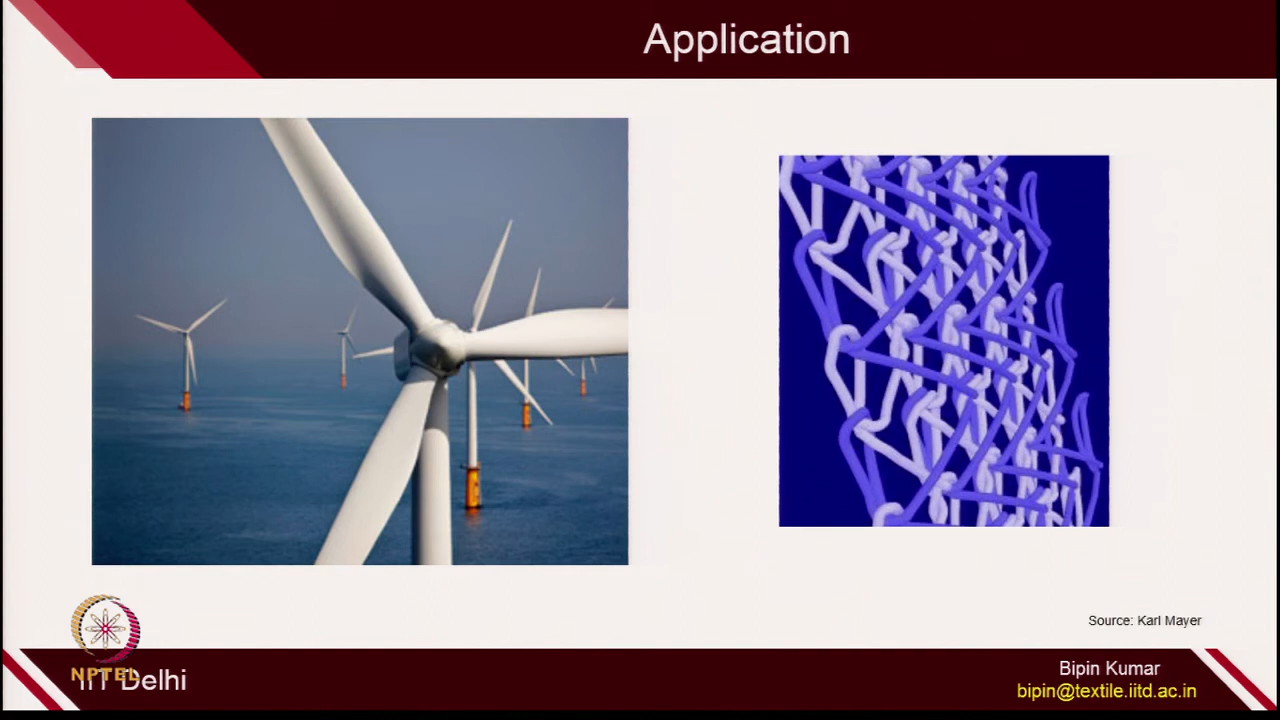 Application
Source: Karl Mayer
NPTEL
IIT Delhi
Bipin Kumar
bipin@textile.iitd.ac.in